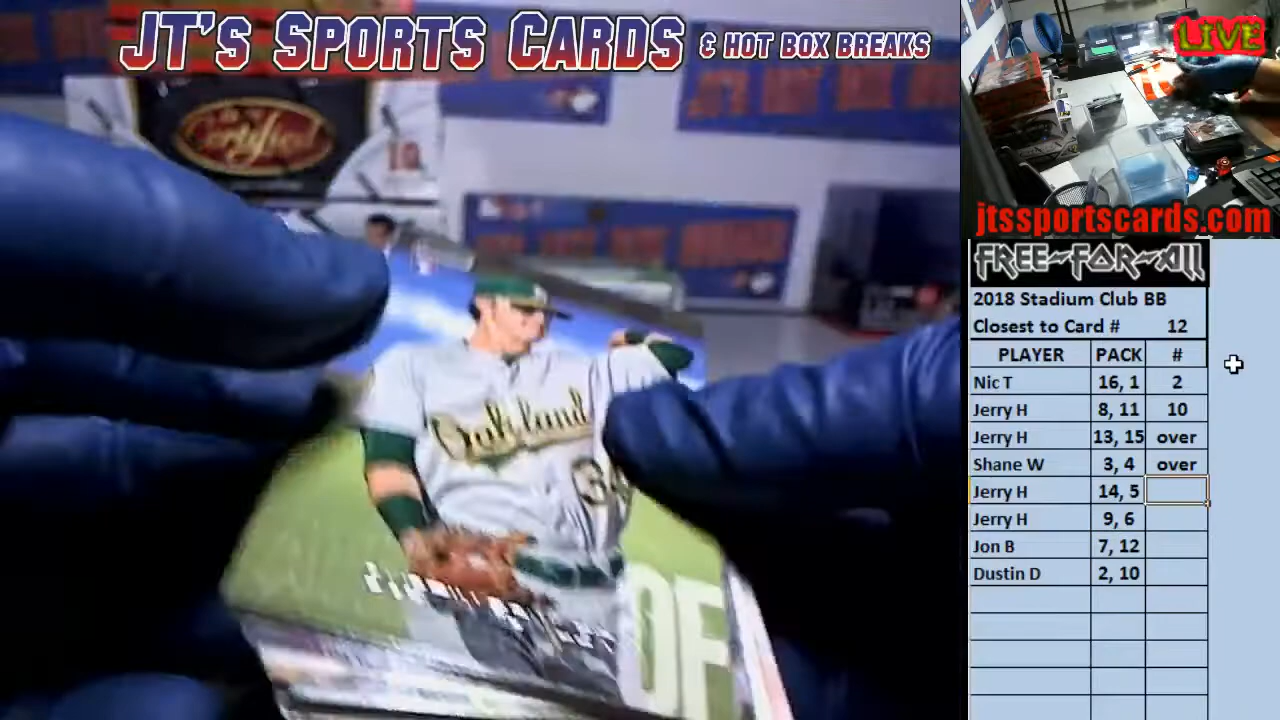 JT's Sports Cards & Hot Box Breaks
LIVE
Certified
jtssportscards.com
Free-For-All
2018 Stadium Club BB
Closest to Card # 12
PLAYER PACK #
Nic T 16, 1 2
Jerry H 8, 11 10
Jerry H 13, 15 over
Shane W 3, 4 over
Jerry H 14, 5
Jerry H 9, 6
Jon B 7, 12
Dustin D 2, 10
Oakland
OF